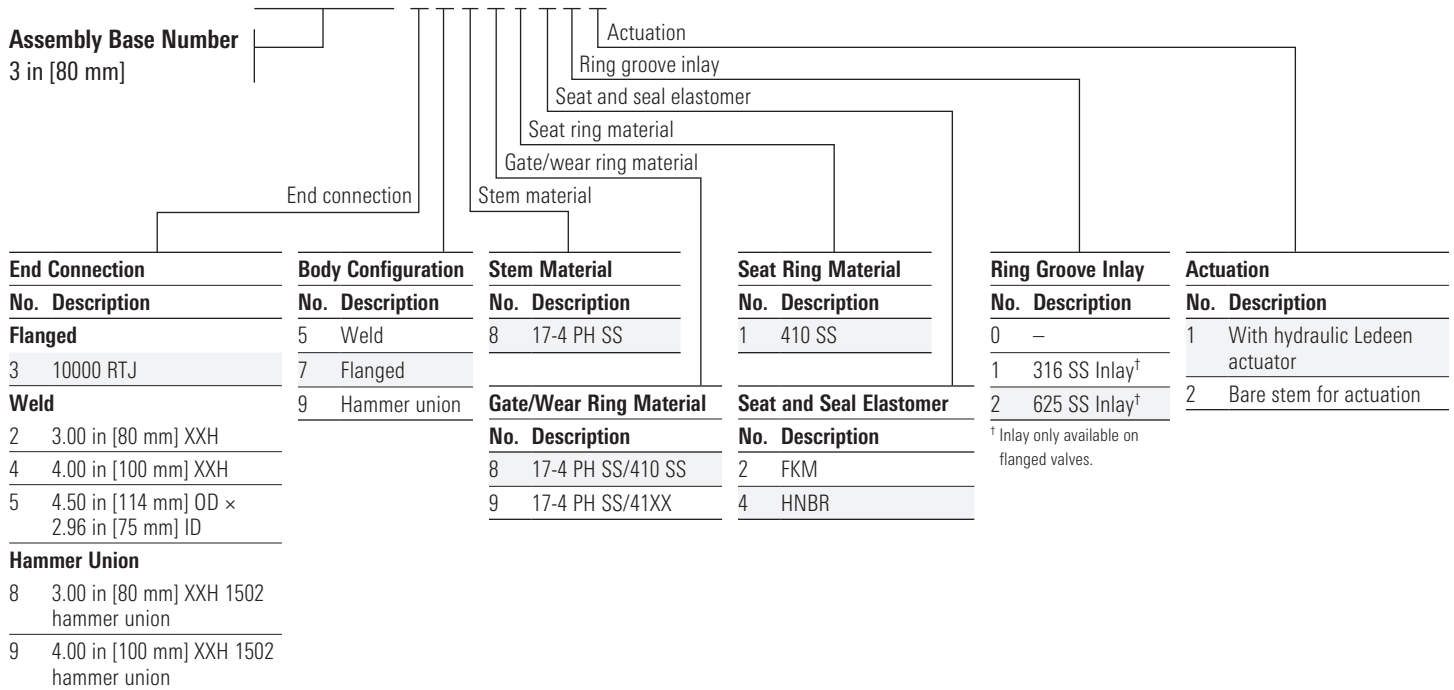 Assembly Base Number
3 in [80 mm]
Actuation
Ring groove inlay
Seat and seal elastomer
Seat ring material
Gate/wear ring material
End connection
Stem material
End Connection
No. Description
Flanged
3 10000 RTJ
Weld
2 3.00 in [80 mm] XXH
4 4.00 in [100 mm] XXH
5 4.50 in [114 mm] OD ×
2.96 in [75 mm] ID
Hammer Union
8 3.00 in [80 mm] XXH 1502
hammer union
9 4.00 in [100 mm] XXH 1502
hammer union
Body Configuration
No. Description
5 Weld
7 Flanged
9 Hammer union
Stem Material
No. Description
8 17-4 PH SS
Gate/Wear Ring Material
No. Description
8 17-4 PH SS/410 SS
9 17-4 PH SS/41XX
Seat Ring Material
No. Description
1 410 SS
Seat and Seal Elastomer
No. Description
2 FKM
4 HNBR
Ring Groove Inlay
No. Description
0 –
1 316 SS Inlay†
2 625 SS Inlay†
† Inlay only available on
flanged valves.
Actuation
No. Description
1 With hydraulic Ledeen
actuator
2 Bare stem for actuation